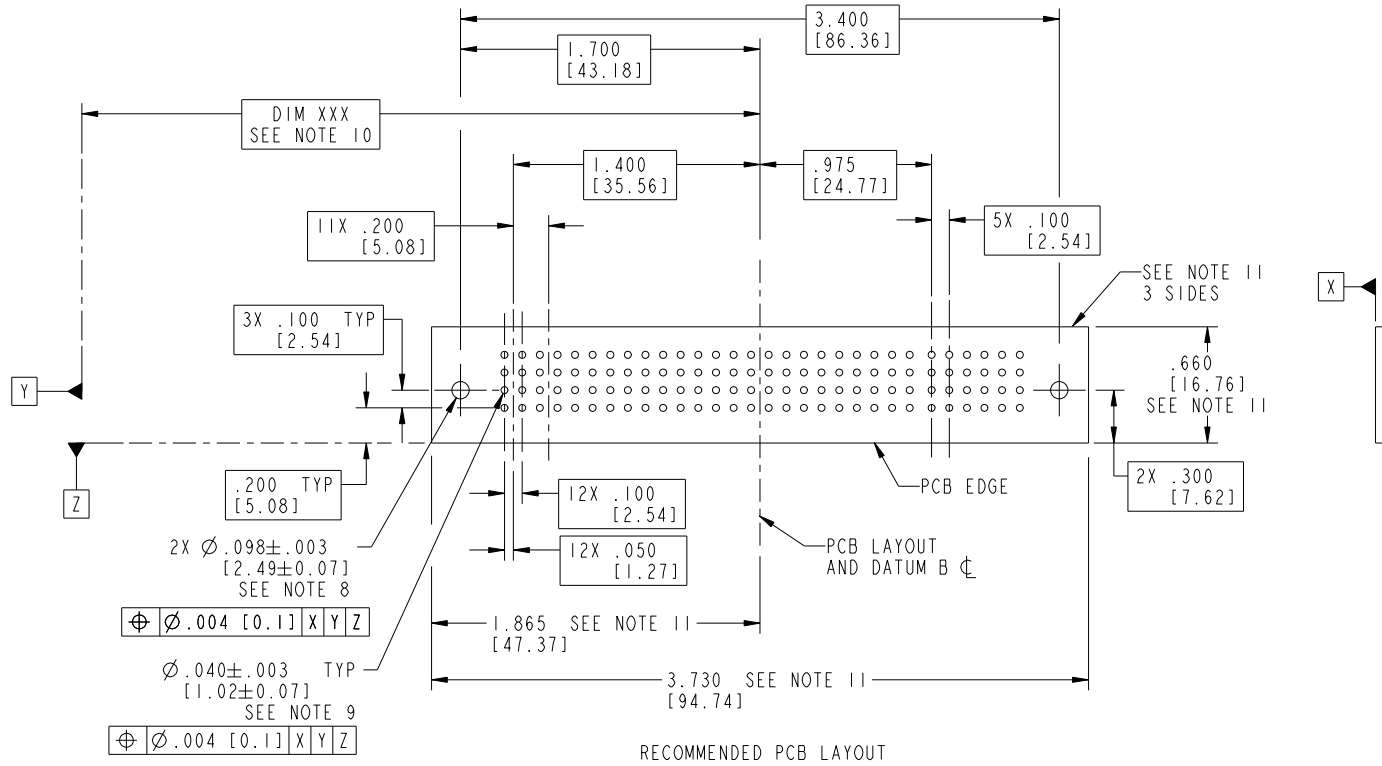 3.400
[86.36]
1.700
[43.18]
DIM XXX
SEE NOTE 10
1.400
[35.56]
.975
[24.77]
11X .200
[5.08]
5X .100
[2.54]
SEE NOTE 11
3 SIDES
X
3X .100 TYP
[2.54]
.660
[16.76]
SEE NOTE 11
Y
Z
.200 TYP
[5.08]
12X .100
[2.54]
PCB EDGE
2X .300
[7.62]
2X Ø.098±.003
[2.49±0.07]
SEE NOTE 8
⌖ Ø.004 [0.1] X Y Z
12X .050
[1.27]
PCB LAYOUT
AND DATUM B ℄
1.865 SEE NOTE 11
[47.37]
Ø.040±.003 TYP
[1.02±0.07]
SEE NOTE 9
⌖ Ø.004 [0.1] X Y Z
3.730 SEE NOTE 11
[94.74]
RECOMMENDED PCB LAYOUT